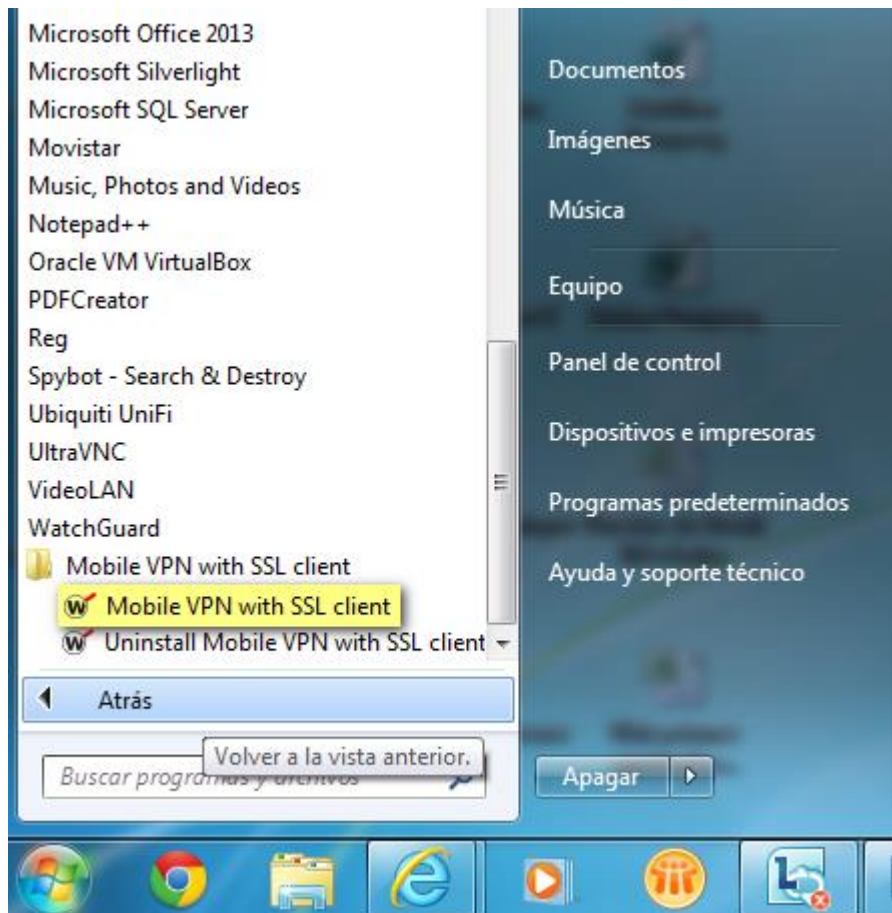 Microsoft Office 2013
Microsoft Silverlight
Microsoft SQL Server
Movistar
Music, Photos and Videos
Notepad++
Oracle VM VirtualBox
PDFCreator
Reg
Spybot - Search & Destroy
Ubiquiti UniFi
UltraVNC
VideoLAN
WatchGuard
Mobile VPN with SSL client
Mobile VPN with SSL client
Uninstall Mobile VPN with SSL client
Atrás
Volver a la vista anterior.
Buscar programas y archivos
Documentos
Imágenes
Música
Equipo
Panel de control
Dispositivos e impresoras
Programas predeterminados
Ayuda y soporte técnico
Apagar